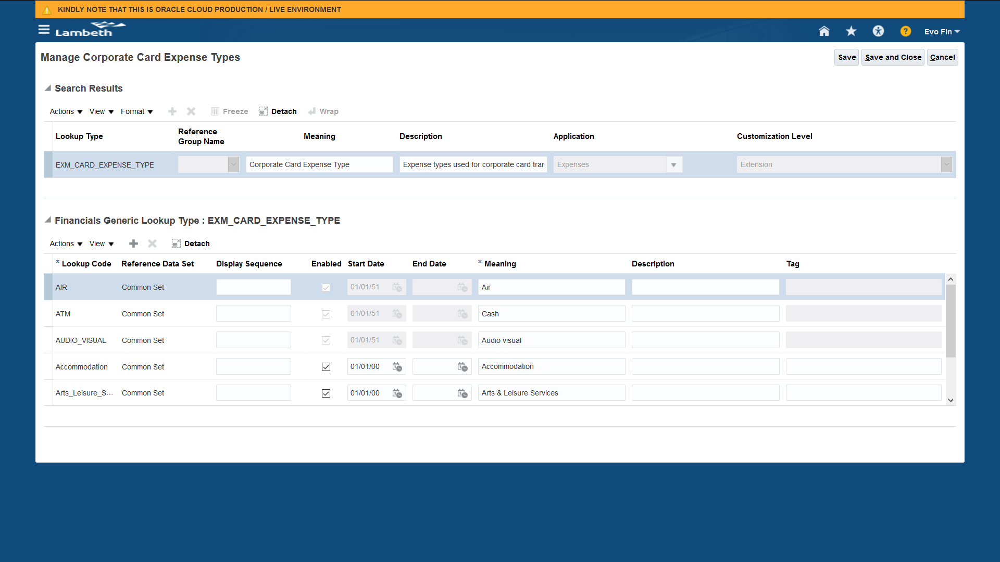 KINDLY NOTE THAT THIS IS ORACLE CLOUD PRODUCTION / LIVE ENVIRONMENT
Lambeth
? Evo Fin
Manage Corporate Card Expense Types
Save Save and Close Cancel
Search Results
Actions View Format Freeze Detach Wrap
Lookup Type Reference Group Name Meaning Description Application Customization Level
EXM_CARD_EXPENSE_TYPE Corporate Card Expense Type Expense types used for corporate card trar Expenses Extension
Financials Generic Lookup Type : EXM_CARD_EXPENSE_TYPE
Actions View Detach
* Lookup Code Reference Data Set Display Sequence Enabled Start Date End Date * Meaning Description Tag
AIR Common Set 01/01/51 Air
ATM Common Set 01/01/51 Cash
AUDIO_VISUAL Common Set 01/01/51 Audio visual
Accommodation Common Set 01/01/00 Accommodation
Arts_Leisure_S... Common Set 01/01/00 Arts & Leisure Services